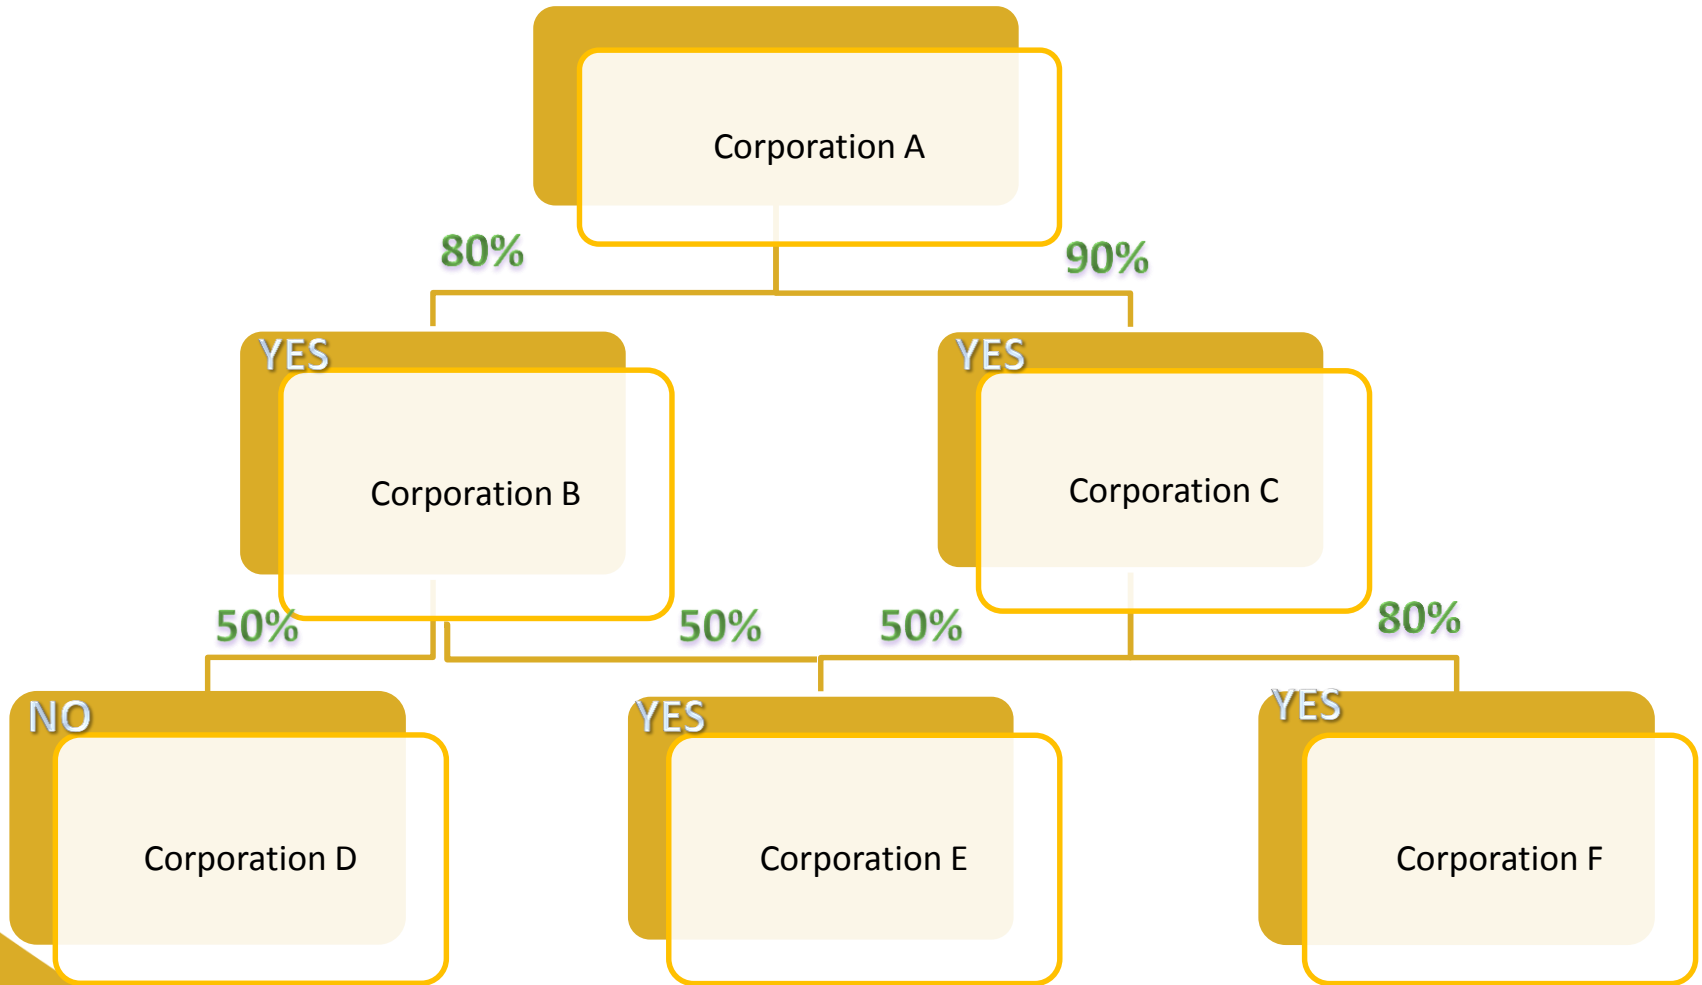 Corporation A
80%
90%
YES
YES
Corporation B
Corporation C
50%
50%
50%
80%
NO
YES
YES
Corporation D
Corporation E
Corporation F